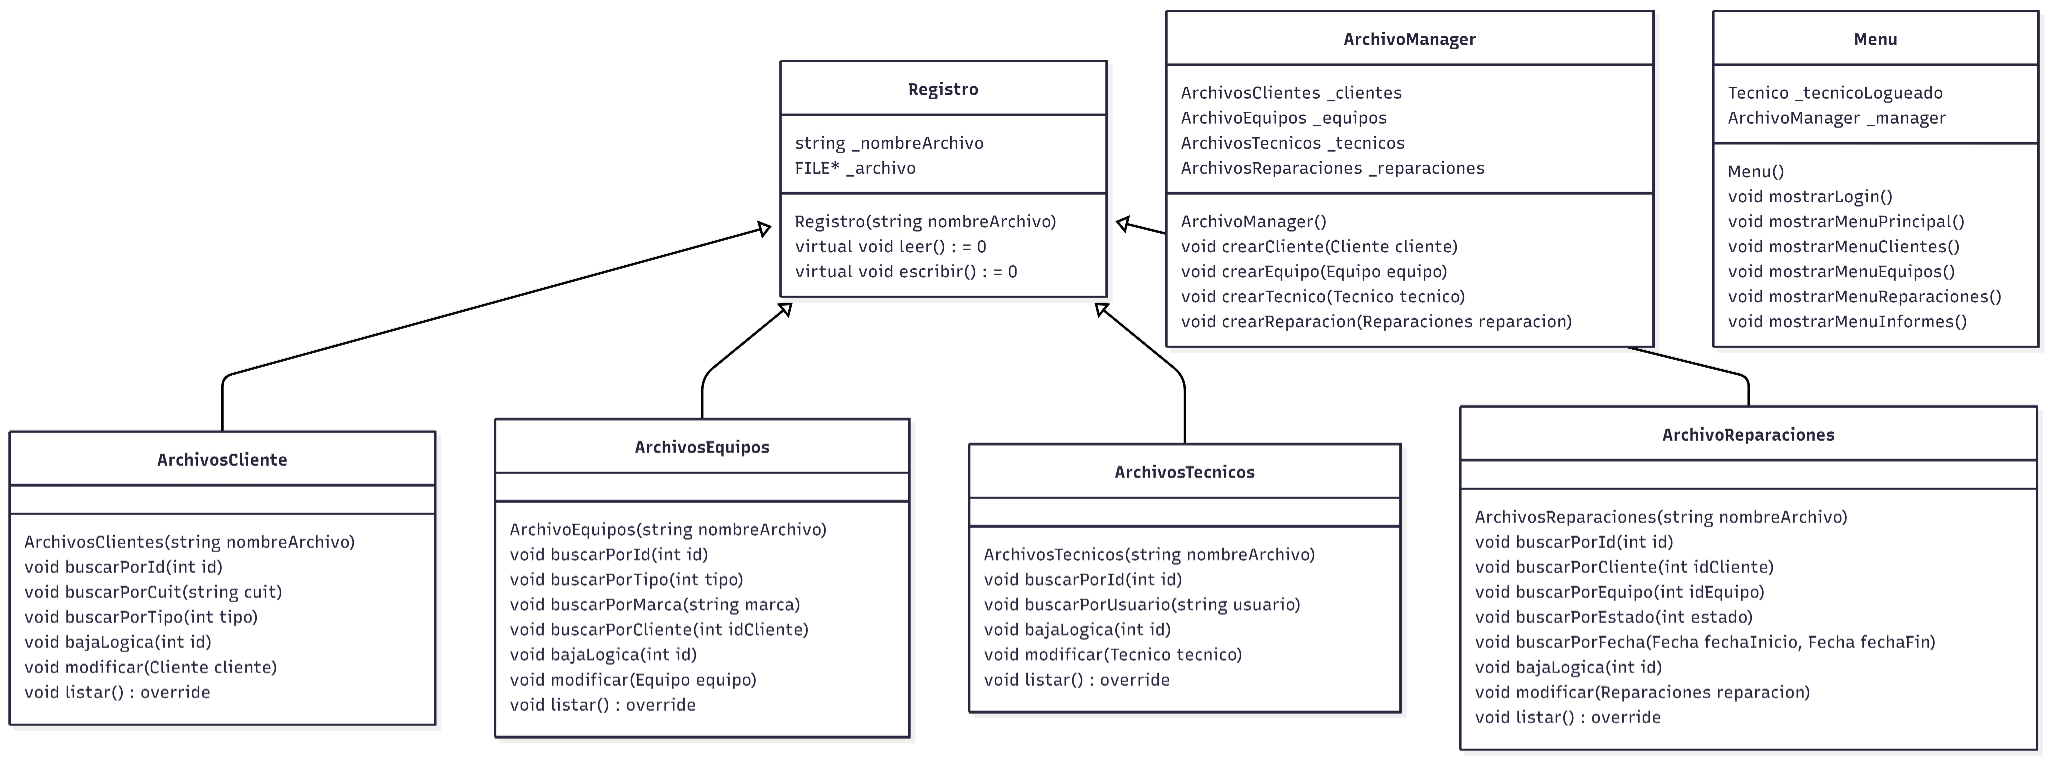 Registro
string _nombreArchivo
FILE* _archivo
Registro(string nombreArchivo)
virtual void leer() : = 0
virtual void escribir() : = 0
ArchivoManager
ArchivosClientes _clientes
ArchivoEquipos _equipos
ArchivosTecnicos _tecnicos
ArchivosReparaciones _reparaciones
ArchivoManager()
void crearCliente(Cliente cliente)
void crearEquipo(Equipo equipo)
void crearTecnico(Tecnico tecnico)
void crearReparacion(Reparaciones reparacion)
Menu
Tecnico _tecnicoLogueado
ArchivoManager _manager
Menu()
void mostrarLogin()
void mostrarMenuPrincipal()
void mostrarMenuClientes()
void mostrarMenuEquipos()
void mostrarMenuReparaciones()
void mostrarMenuInformes()
ArchivosCliente
ArchivosClientes(string nombreArchivo)
void buscarPorId(int id)
void buscarPorCuit(string cuit)
void buscarPorTipo(int tipo)
void bajaLogica(int id)
void modificar(Cliente cliente)
void listar() : override
ArchivosEquipos
ArchivoEquipos(string nombreArchivo)
void buscarPorId(int id)
void buscarPorTipo(int tipo)
void buscarPorMarca(string marca)
void buscarPorCliente(int idCliente)
void bajaLogica(int id)
void modificar(Equipo equipo)
void listar() : override
ArchivosTecnicos
ArchivosTecnicos(string nombreArchivo)
void buscarPorId(int id)
void buscarPorUsuario(string usuario)
void bajaLogica(int id)
void modificar(Tecnico tecnico)
void listar() : override
ArchivoReparaciones
ArchivosReparaciones(string nombreArchivo)
void buscarPorId(int id)
void buscarPorCliente(int idCliente)
void buscarPorEquipo(int idEquipo)
void buscarPorEstado(int estado)
void buscarPorFecha(Fecha fechaInicio, Fecha fechaFin)
void bajaLogica(int id)
void modificar(Reparaciones reparacion)
void listar() : override